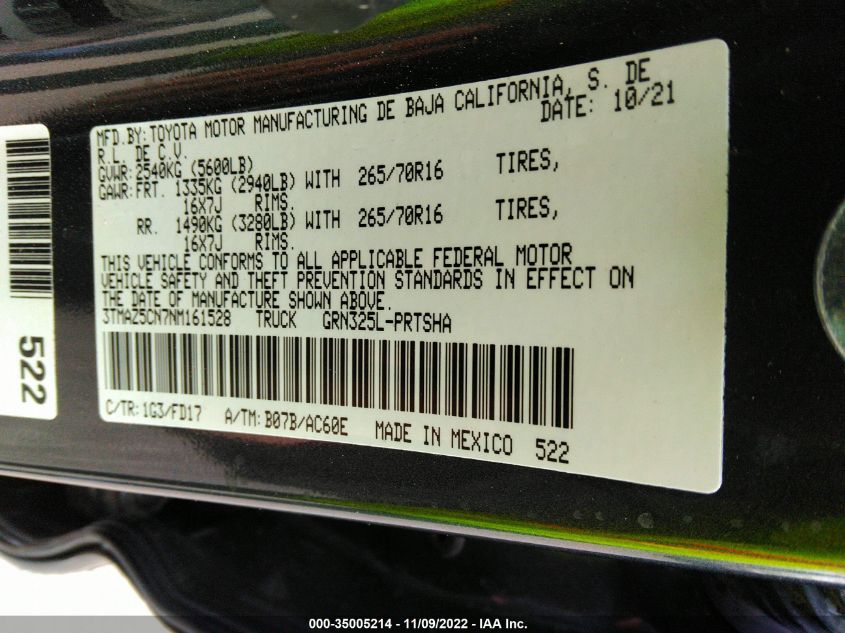 MFD.BY: TOYOTA MOTOR MANUFACTURING DE BAJA CALIFORNIA, S. DE
R.L. DE C.V. DATE: 10/21
GVWR: 2540KG (5600LB)
GAWR: FRT. 1335KG (2940LB) WITH 265/70R16 TIRES,
16X7J RIMS.
RR. 1490KG (3280LB) WITH 265/70R16 TIRES,
16X7J RIMS.
THIS VEHICLE CONFORMS TO ALL APPLICABLE FEDERAL MOTOR
VEHICLE SAFETY AND THEFT PREVENTION STANDARDS IN EFFECT ON
THE DATE OF MANUFACTURE SHOWN ABOVE.
3TMAZ5CN7NM161528 TRUCK GRN325L-PRTSHA
C/TR: 1G3/FD17 A/TM: B07B/AC60E MADE IN MEXICO 522
522
000-35005214 - 11/09/2022 - IAA Inc.